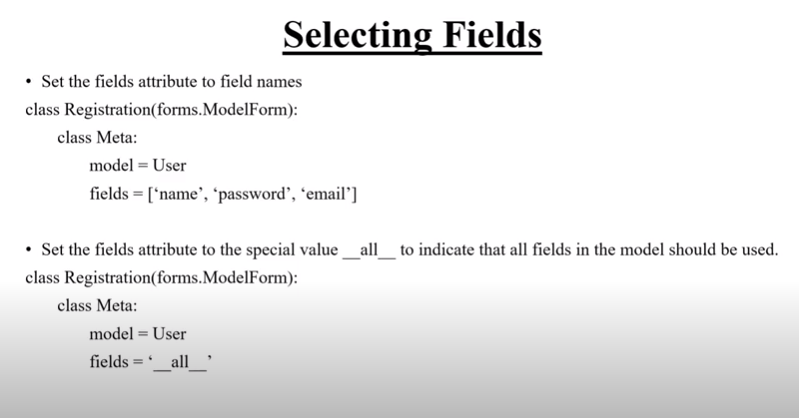 Selecting Fields
• Set the fields attribute to field names
class Registration(forms.ModelForm):
class Meta:
model = User
fields = [‘name’, ‘password’, ‘email’]
• Set the fields attribute to the special value __all__ to indicate that all fields in the model should be used.
class Registration(forms.ModelForm):
class Meta:
model = User
fields = ‘__all__’